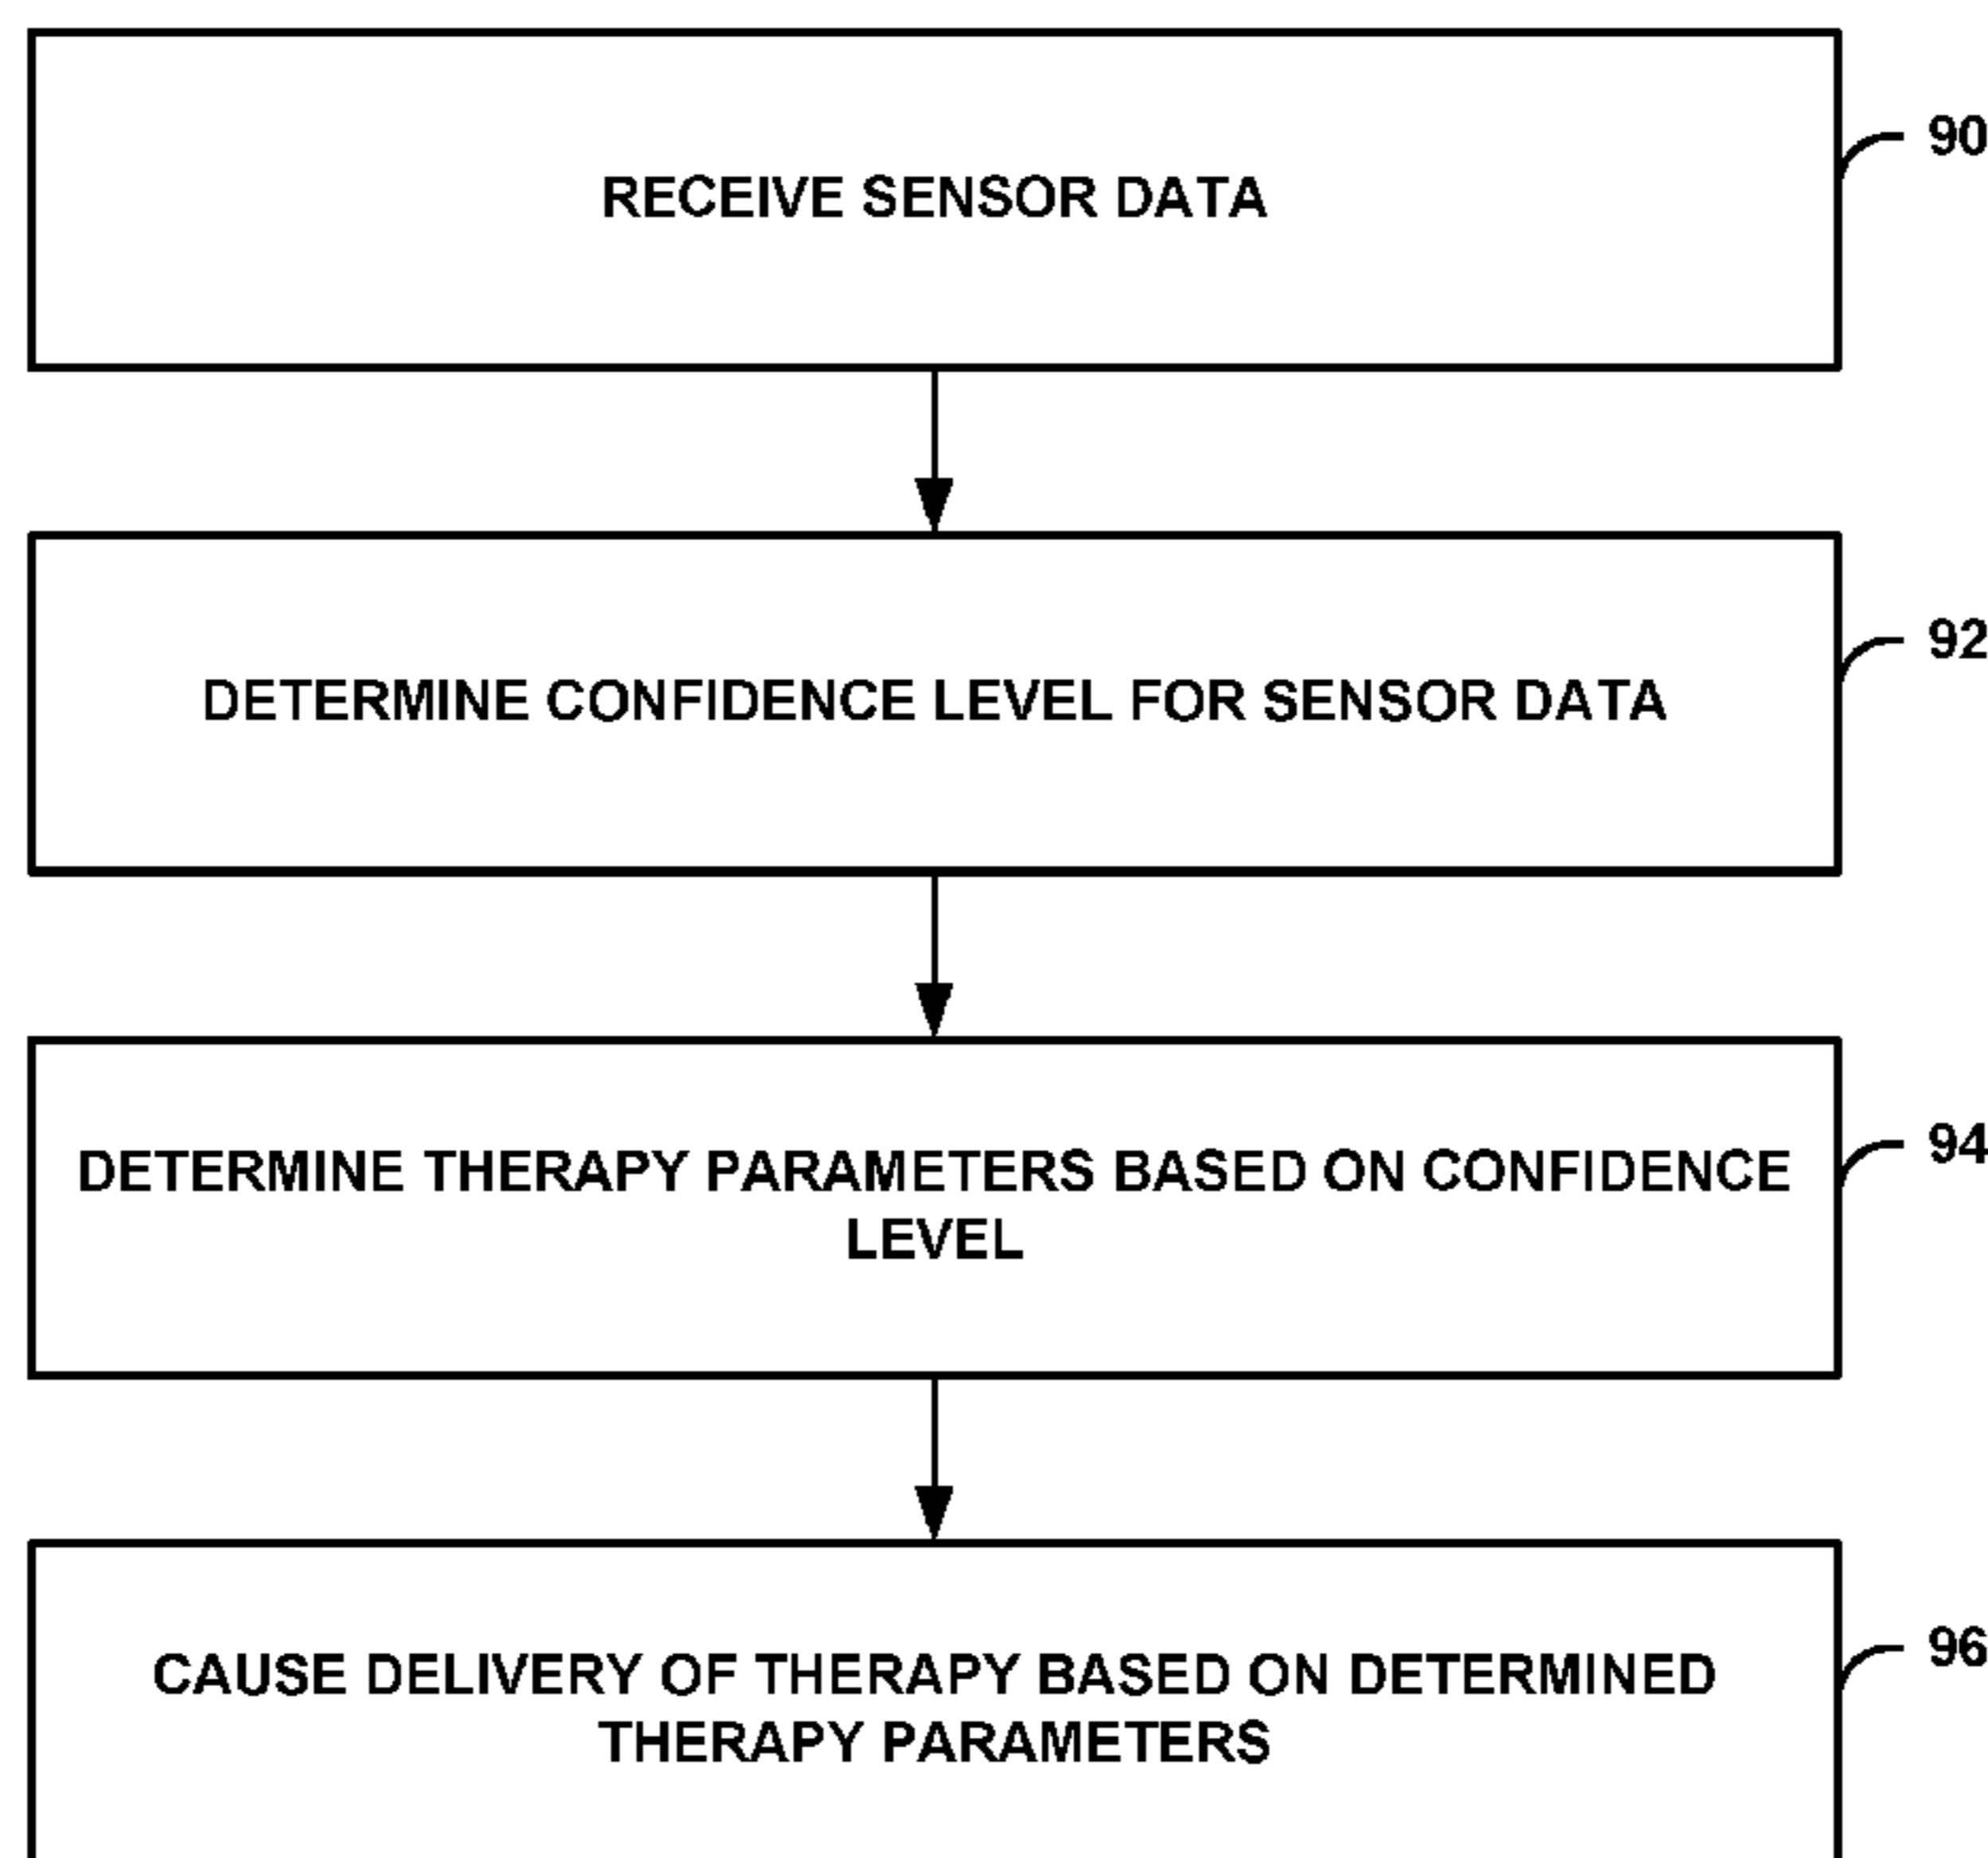 RECEIVE SENSOR DATA
90
DETERMINE CONFIDENCE LEVEL FOR SENSOR DATA
92
DETERMINE THERAPY PARAMETERS BASED ON CONFIDENCE
LEVEL
94
CAUSE DELIVERY OF THERAPY BASED ON DETERMINED
THERAPY PARAMETERS
96